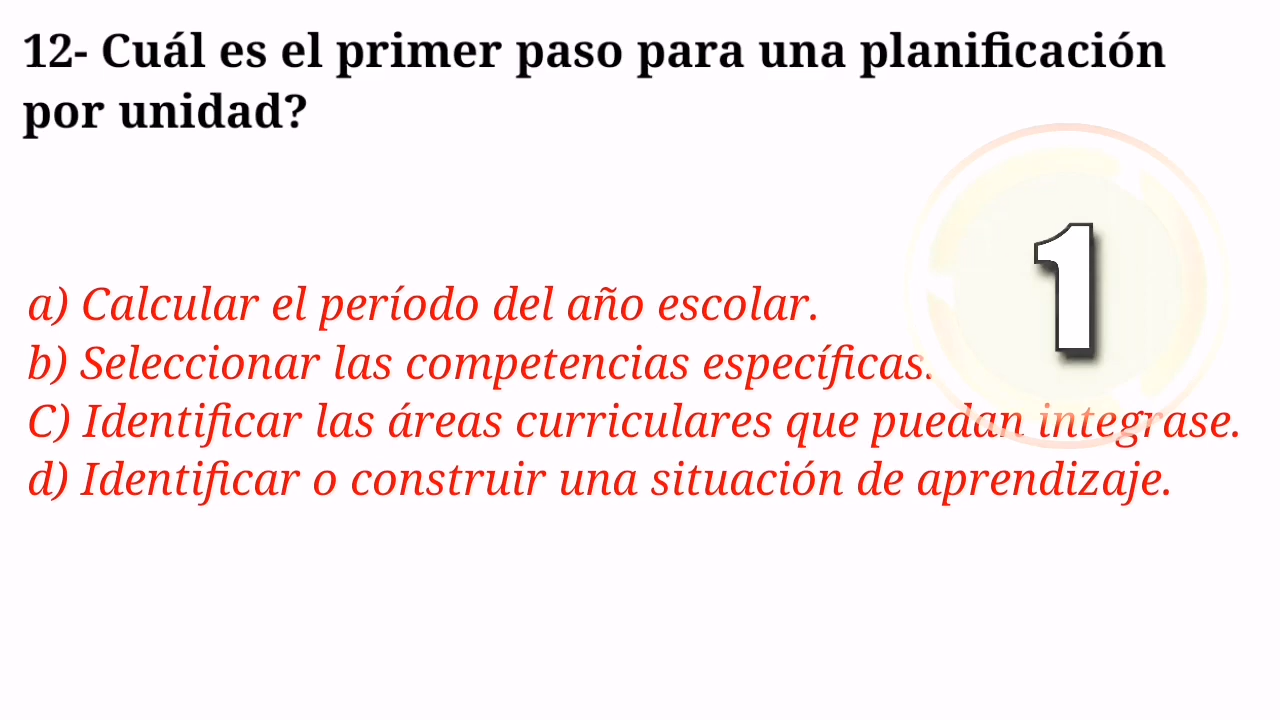 12- Cuál es el primer paso para una planificación
por unidad?
1
a) Calcular el período del año escolar.
b) Seleccionar las competencias específicas.
C) Identificar las áreas curriculares que puedan integrase.
d) Identificar o construir una situación de aprendizaje.